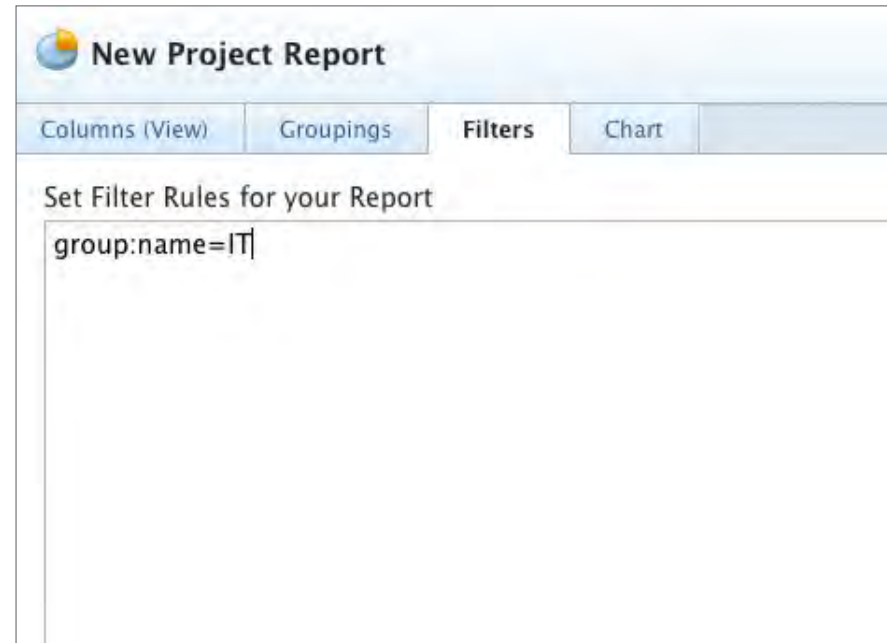 New Project Report
Columns (View) Groupings Filters Chart
Set Filter Rules for your Report
group:name=IT